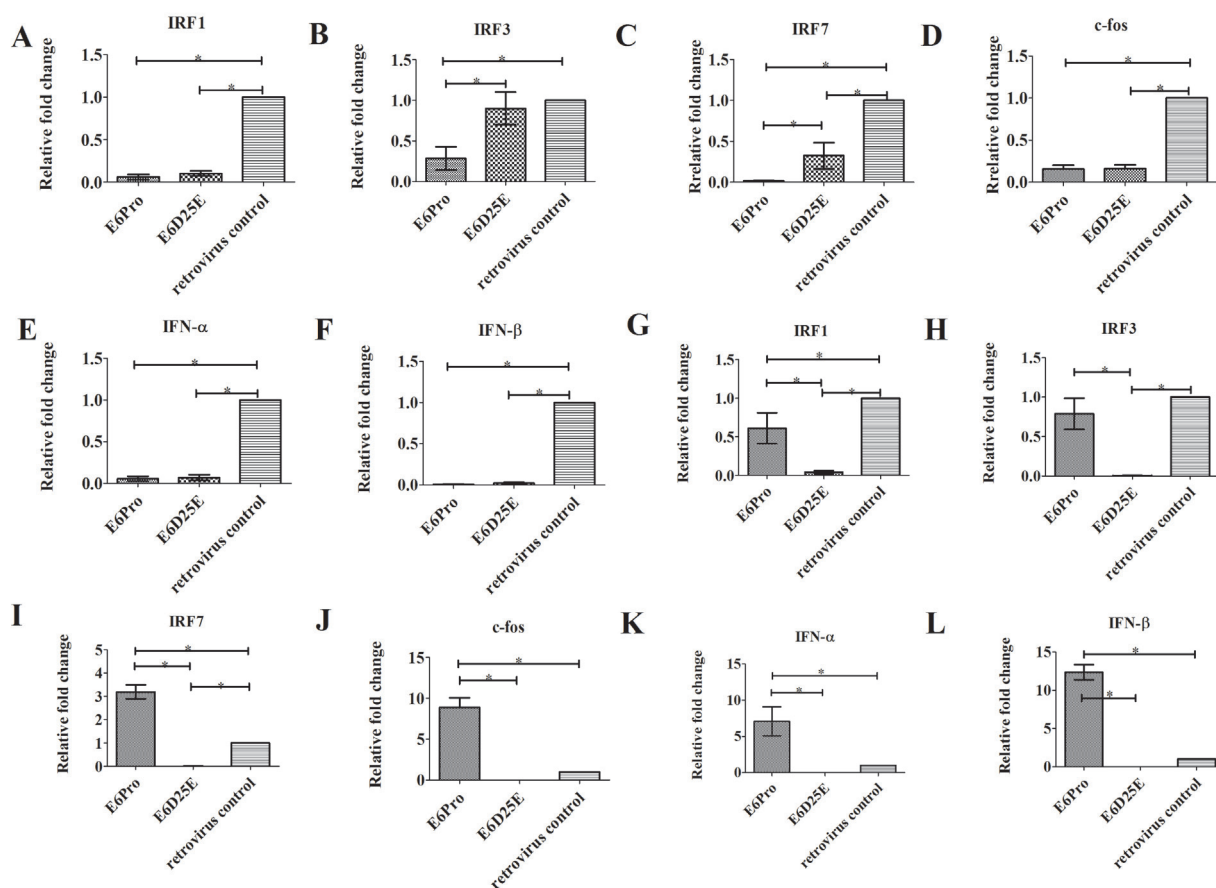 A
IRF1
Relative fold change
1.5
1.0
0.5
0.0
*
*
E6Pro
E6D25E
retrovirus control
B
IRF3
Relative fold change
1.5
1.0
0.5
0.0
*
*
E6Pro
E6D25E
retrovirus control
C
IRF7
Rrelative fold change
1.5
1.0
0.5
0.0
*
*
*
E6Pro
E6D25E
retrovirus control
D
c-fos
Rrelative fold change
1.5
1.0
0.5
0.0
*
*
E6Pro
E6D25E
retrovirus control
E
IFN-α
Relative fold change
1.5
1.0
0.5
0.0
*
*
E6Pro
E6D25E
retrovirus control
F
IFN-β
Relative fold change
1.5
1.0
0.5
0.0
*
*
E6Pro
E6D25E
retrovirus control
G
IRF1
Relative fold change
1.5
1.0
0.5
0.0
*
*
*
E6Pro
E6D25E
retrovirus control
H
IRF3
Relative fold change
1.5
1.0
0.5
0.0
*
*
E6Pro
E6D25E
retrovirus control
I
IRF7
Relative fold change
5
4
3
2
1
0
*
*
*
E6Pro
E6D25E
retrovirus control
J
c-fos
Relative fold change
15
10
5
0
*
*
E6Pro
E6D25E
retrovirus control
K
IFN-α
Relative fold change
15
10
5
0
*
*
E6Pro
E6D25E
retrovirus control
L
IFN-β
Relative fold change
15
10
5
0
*
*
E6Pro
E6D25E
retrovirus control